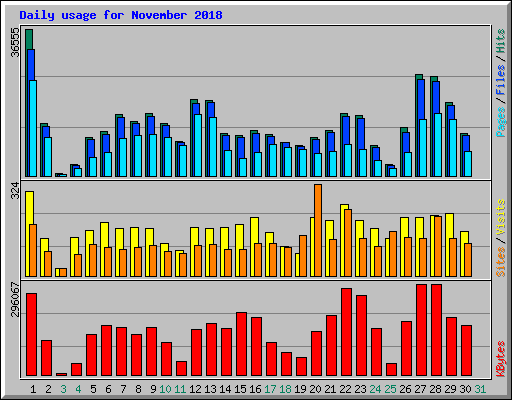 Daily usage for November 2018
36555
Pages / Files / Hits
324
Sites / Visits
296067
KBytes
1 2 3 4 5 6 7 8 9 10 11 12 13 14 15 16 17 18 19 20 21 22 23 24 25 26 27 28 29 30 31